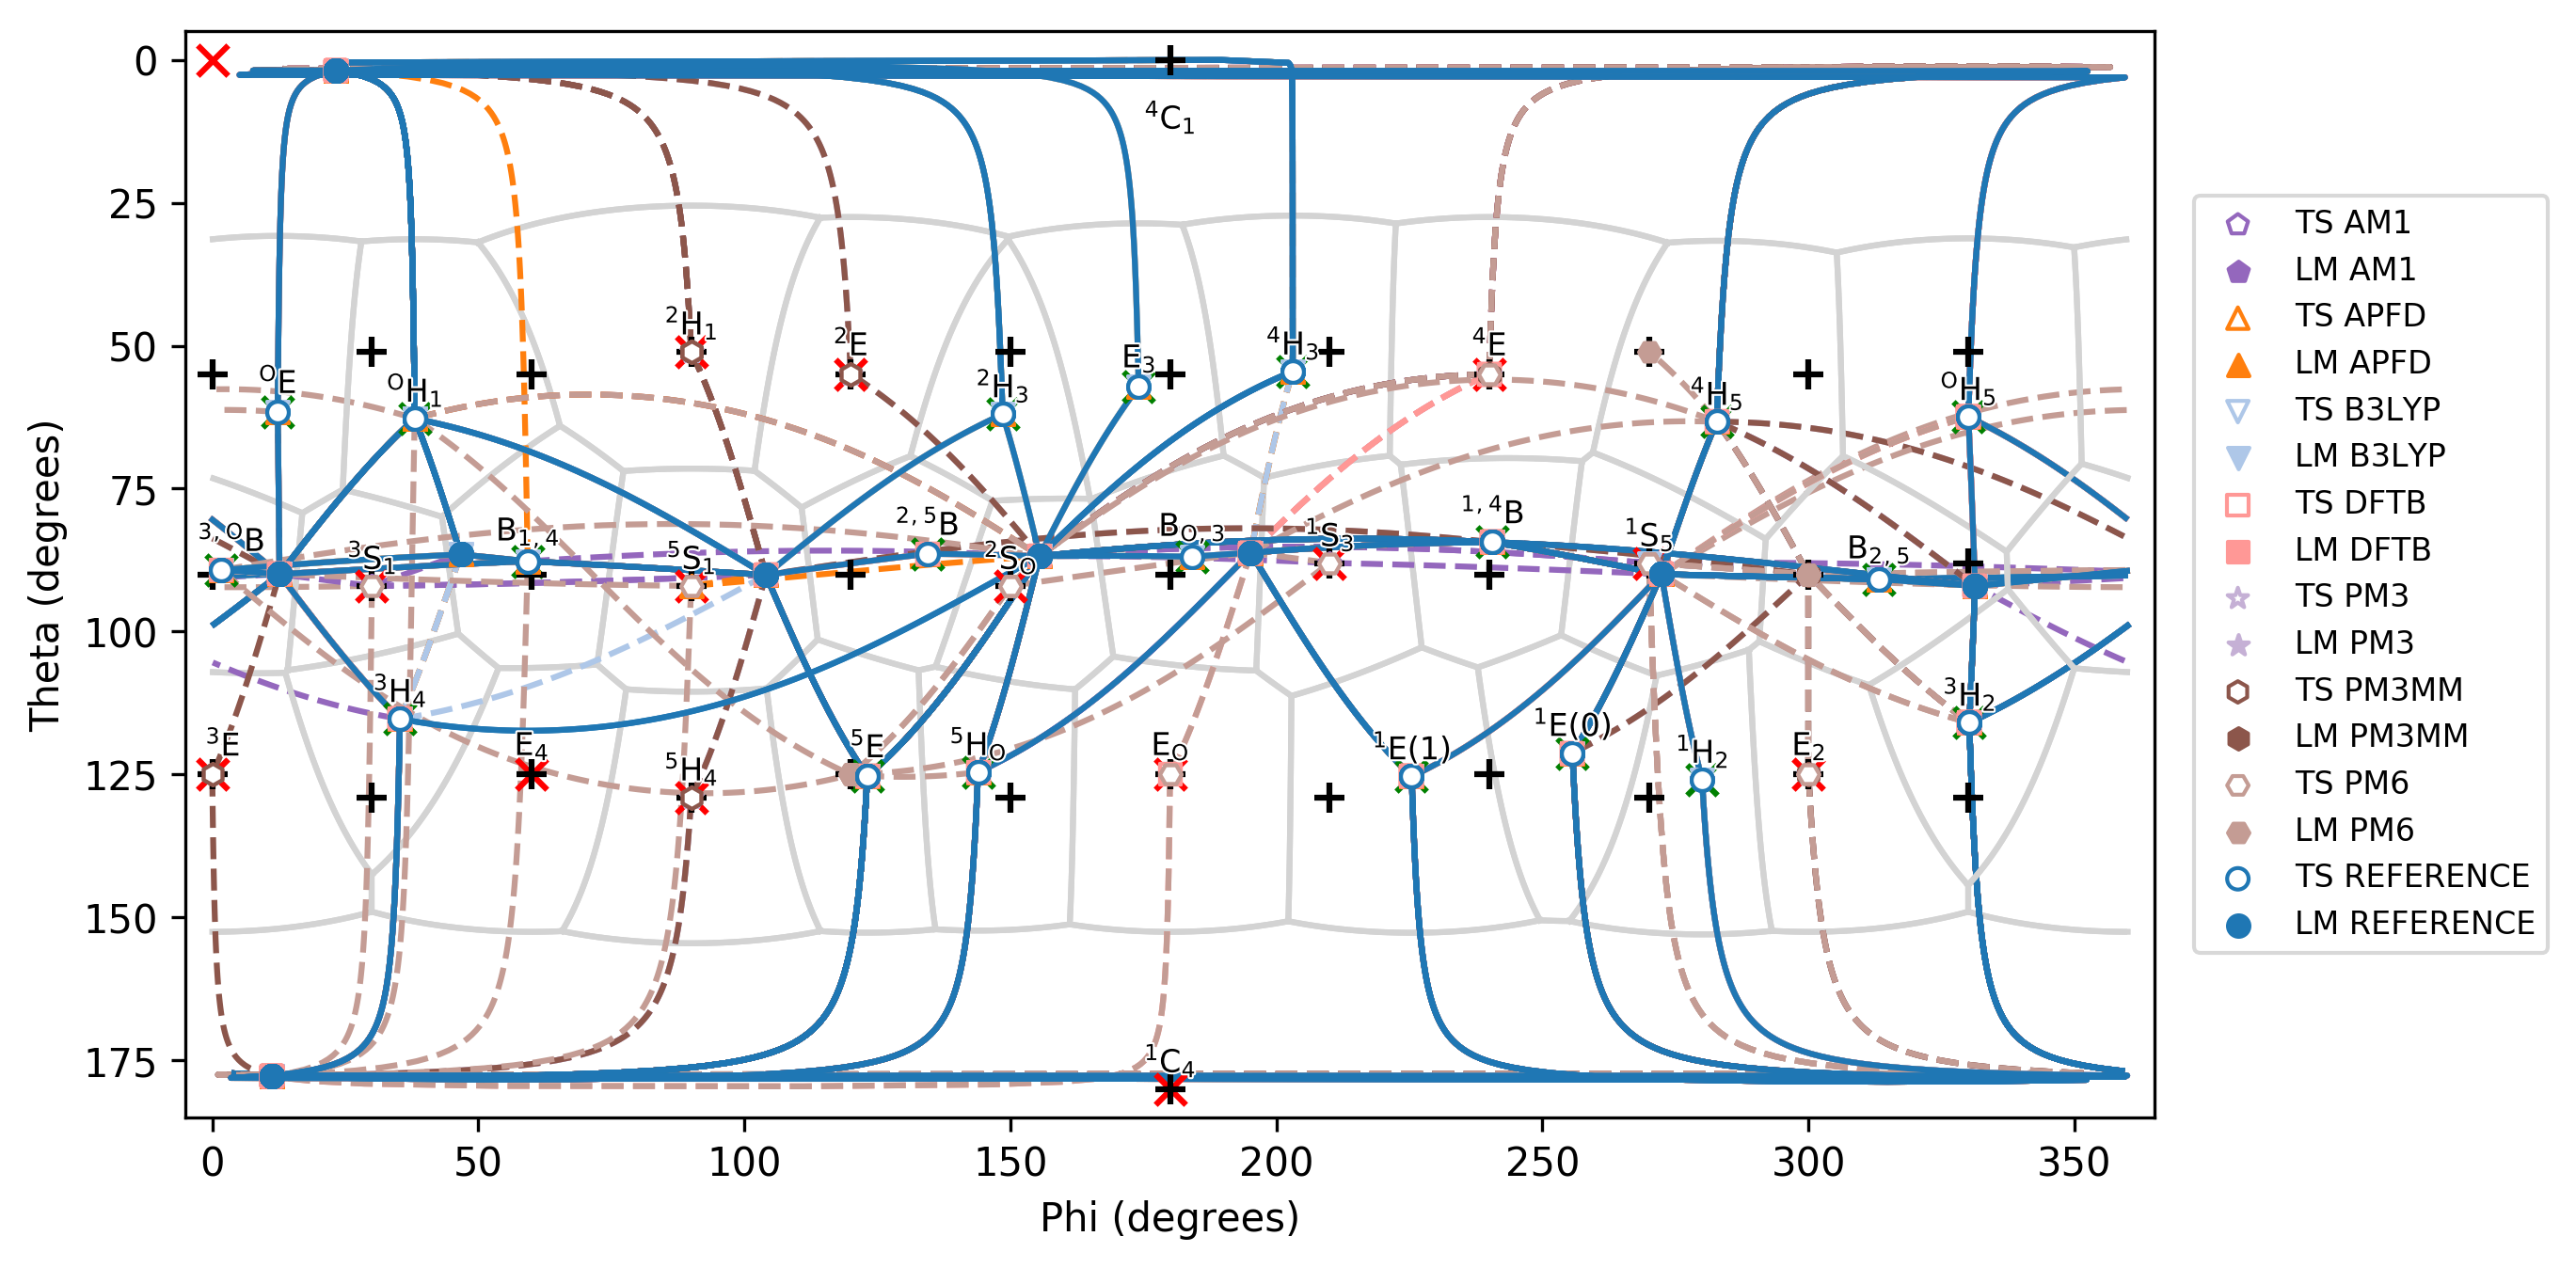 0
25
50
75
100
125
150
175
Theta (degrees)
0
50
100
150
200
250
300
350
Phi (degrees)
⁴C₁
²H₁
²E
E₃
⁴H₃
⁴E
ᴼE
ᴼH₁
²H₃
⁴H₅
ᴼH₅
³,ᴼB
³S₁
B₁,₄
⁵S₁
²,⁵B
²Sₒ
Bₒ,₃
¹S₃
¹,⁴B
¹S₅
B₂,₅
³H₄
³H₂
³E
E₄
⁵H₄
⁵E
⁵Hₒ
Eₒ
¹E(1)
¹E(0)
¹H₂
E₂
¹C₄
TS AM1
LM AM1
TS APFD
LM APFD
TS B3LYP
LM B3LYP
TS DFTB
LM DFTB
TS PM3
LM PM3
TS PM3MM
LM PM3MM
TS PM6
LM PM6
TS REFERENCE
LM REFERENCE